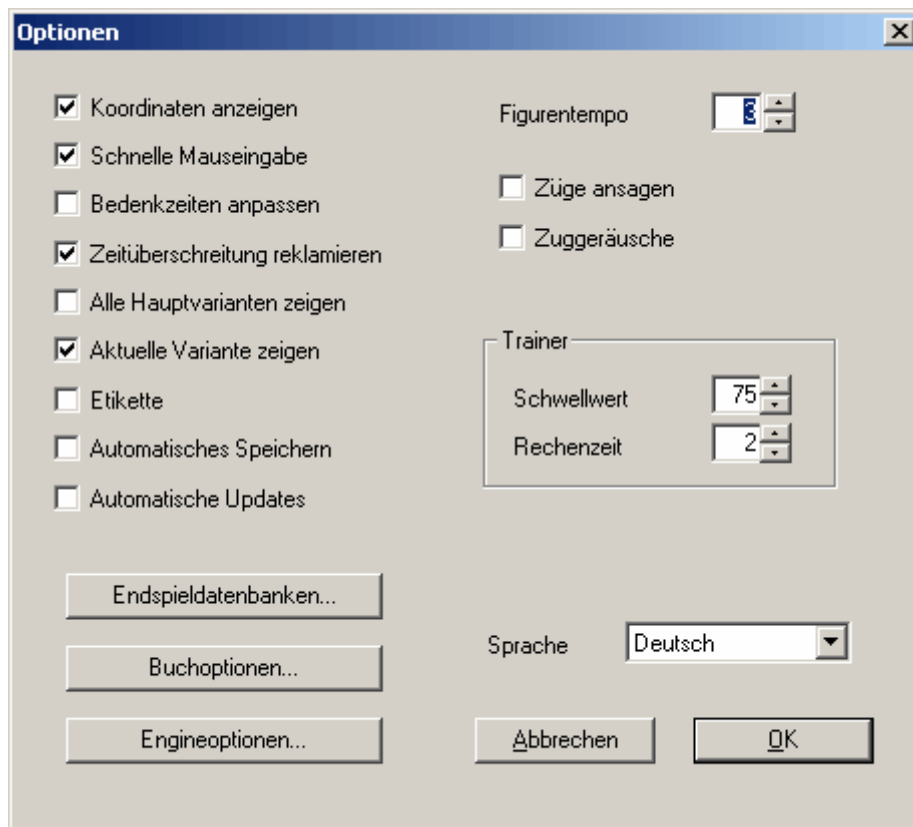 Optionen
Koordinaten anzeigen
Schnelle Mauseingabe
Bedenkzeiten anpassen
Zeitüberschreitung reklamieren
Alle Hauptvarianten zeigen
Aktuelle Variante zeigen
Etikette
Automatisches Speichern
Automatische Updates
Endspieldatenbanken...
Buchoptionen...
Engineoptionen...
Figurentempo 3
Züge ansagen
Zuggeräusche
Trainer
Schwellwert 75
Rechenzeit 2
Sprache Deutsch
Abbrechen
OK